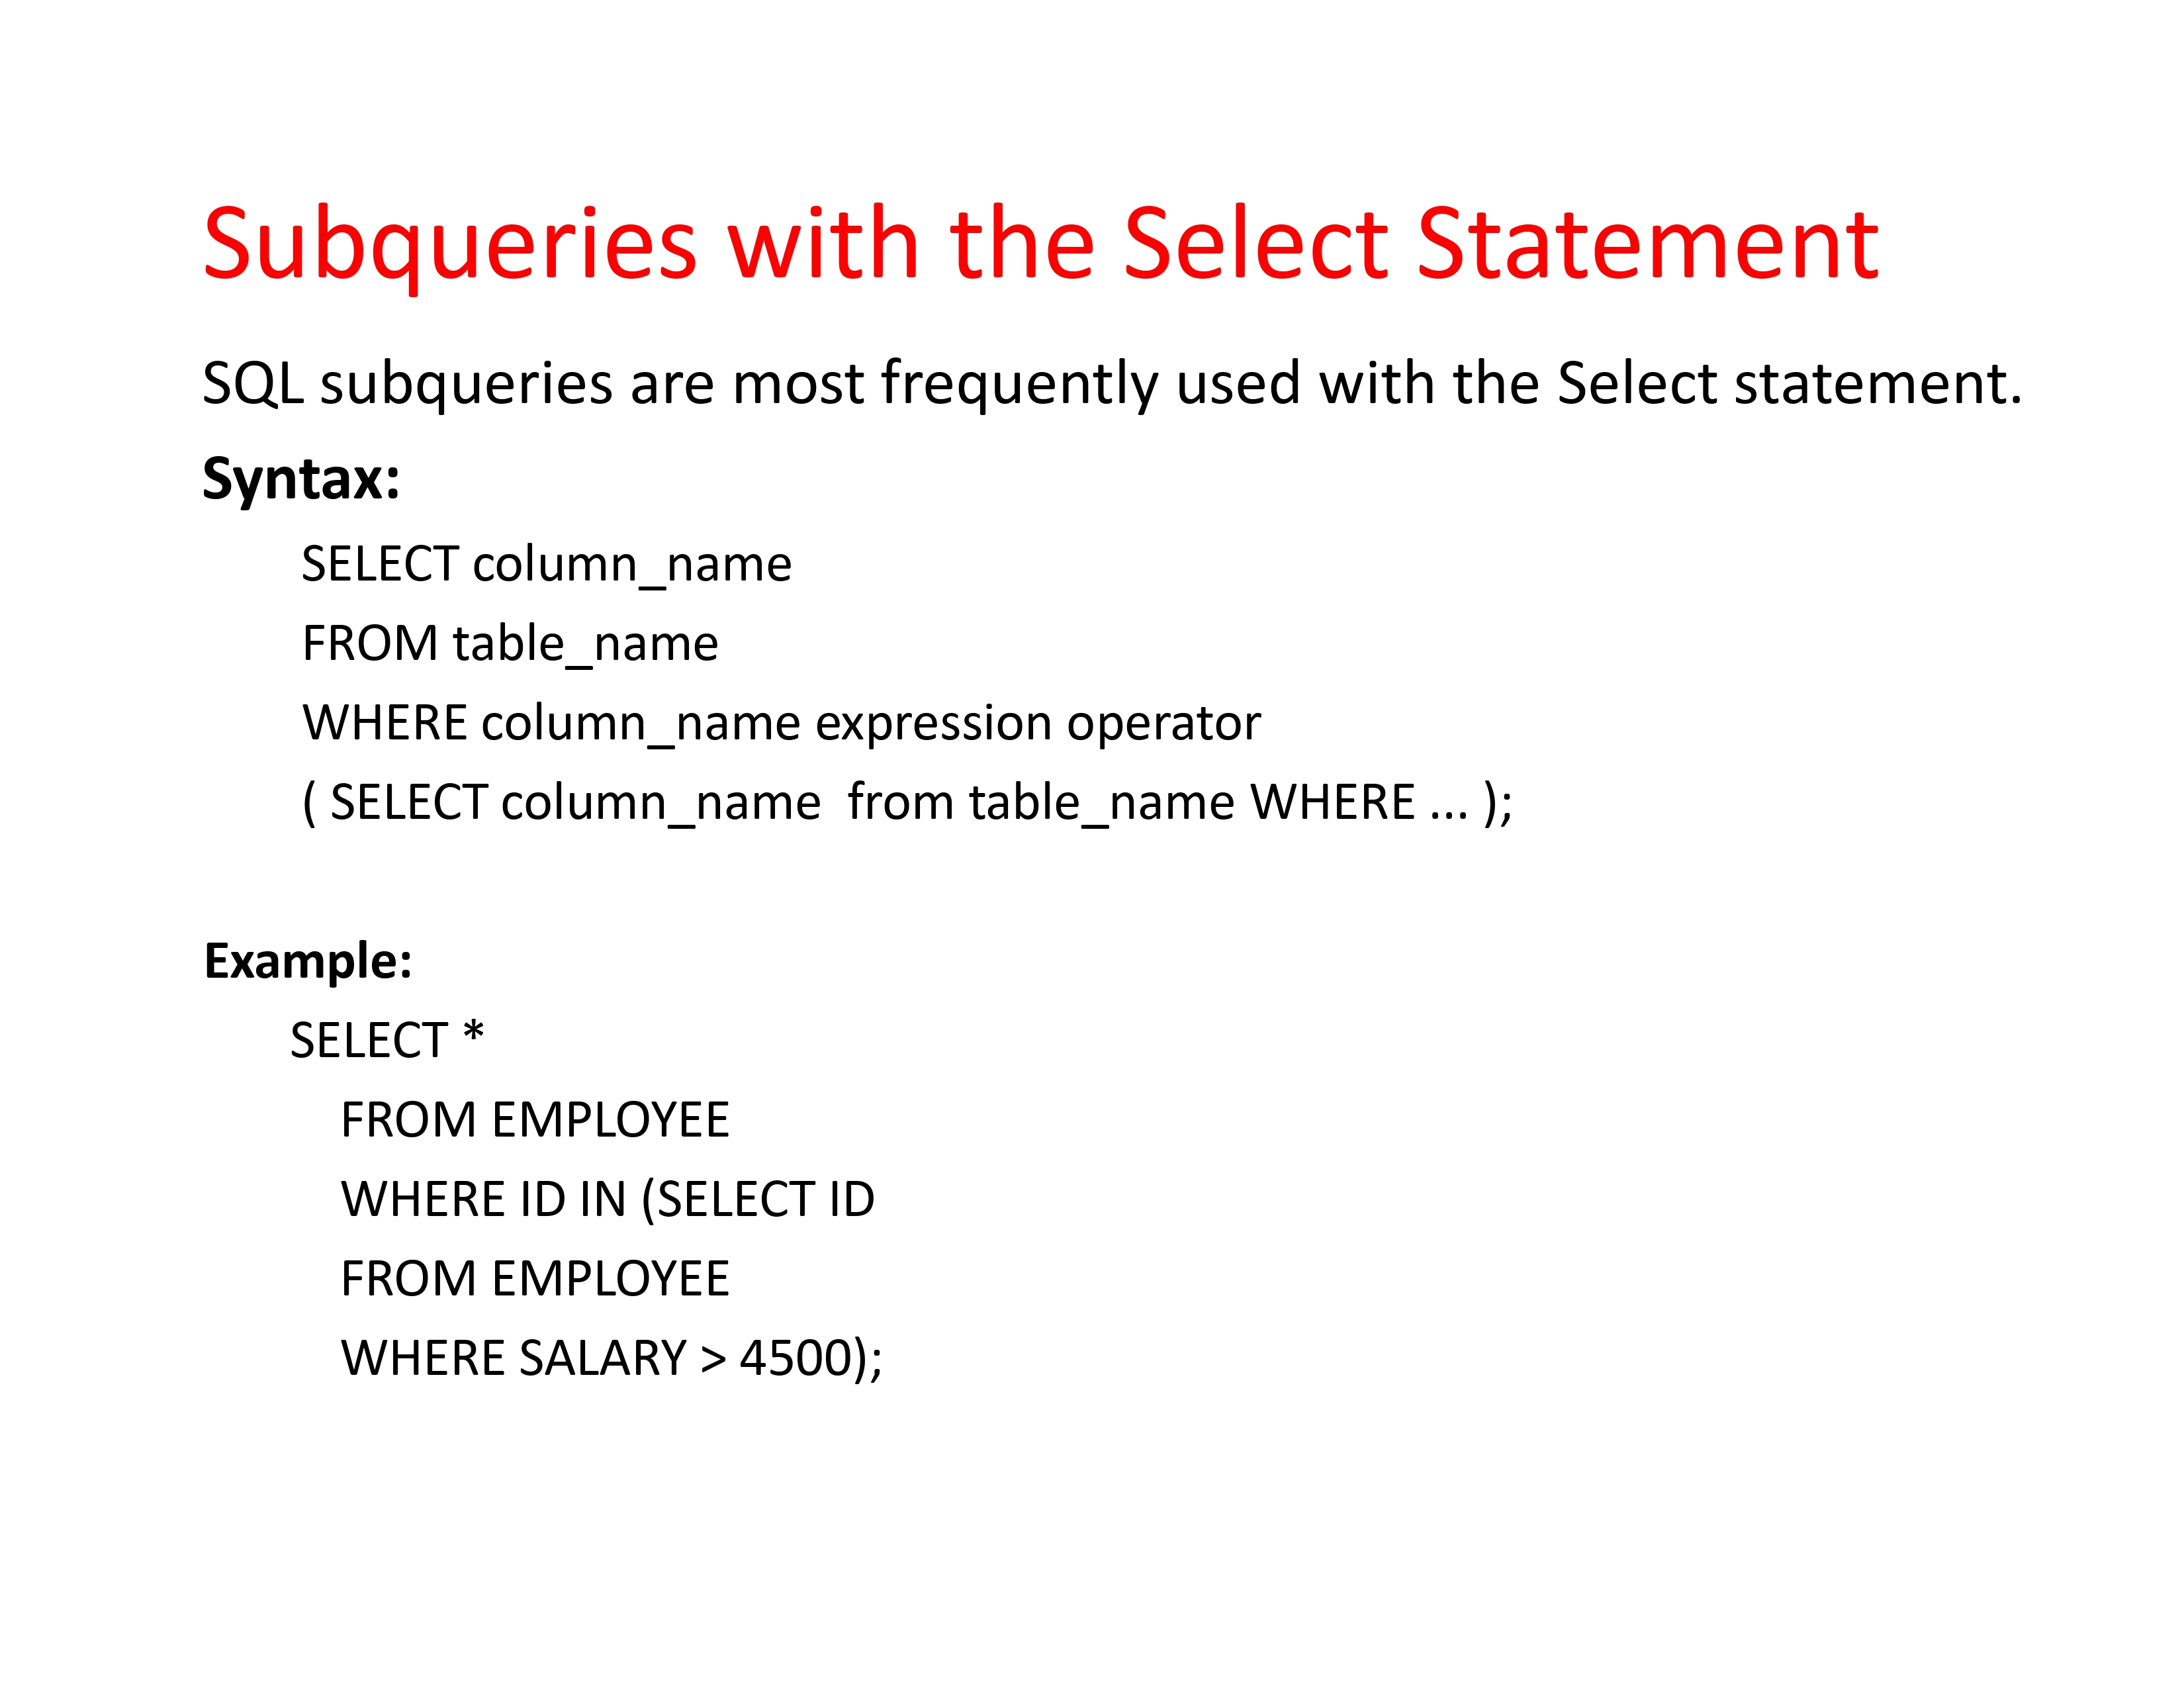 Subqueries with the Select Statement
SQL subqueries are most frequently used with the Select statement.
Syntax:
SELECT column_name
FROM table_name
WHERE column_name expression operator
( SELECT column_name  from table_name WHERE ... );
Example:
SELECT *
FROM EMPLOYEE
WHERE ID IN (SELECT ID
FROM EMPLOYEE
WHERE SALARY > 4500);